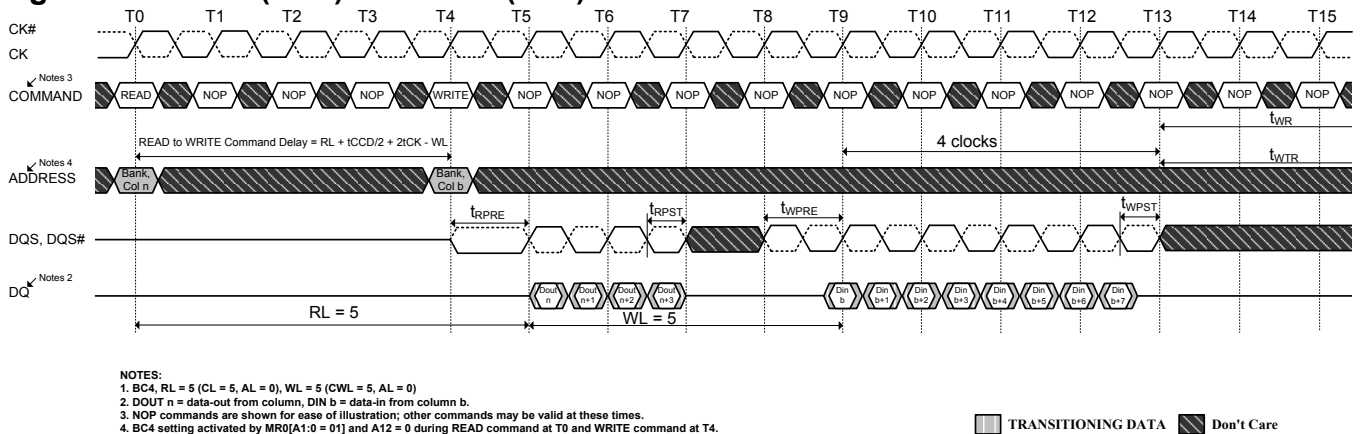 T0 T1 T2 T3 T4 T5 T6 T7 T8 T9 T10 T11 T12 T13 T14 T15
CK#
CK
Notes 3
COMMAND
READ NOP NOP NOP WRITE NOP NOP NOP NOP NOP NOP NOP NOP NOP NOP NOP
tWR
READ to WRITE Command Delay = RL + tCCD/2 + 2tCK - WL
4 clocks
Notes 4
tWTR
ADDRESS
Bank, Col n
Bank, Col b
tRPRE tRPST tWPRE tWPST
DQS, DQS#
Notes 2
DQ
Dout n
Dout n+1
Dout n+2
Dout n+3
Din b
Din b+1
Din b+2
Din b+3
Din b+4
Din b+5
Din b+6
Din b+7
RL = 5
WL = 5
NOTES:
1. BC4, RL = 5 (CL = 5, AL = 0), WL = 5 (CWL = 5, AL = 0)
2. DOUT n = data-out from column, DIN b = data-in from column b.
3. NOP commands are shown for ease of illustration; other commands may be valid at these times.
4. BC4 setting activated by MR0[A1:0 = 01] and A12 = 0 during READ command at T0 and WRITE command at T4.
TRANSITIONING DATA
Don't Care